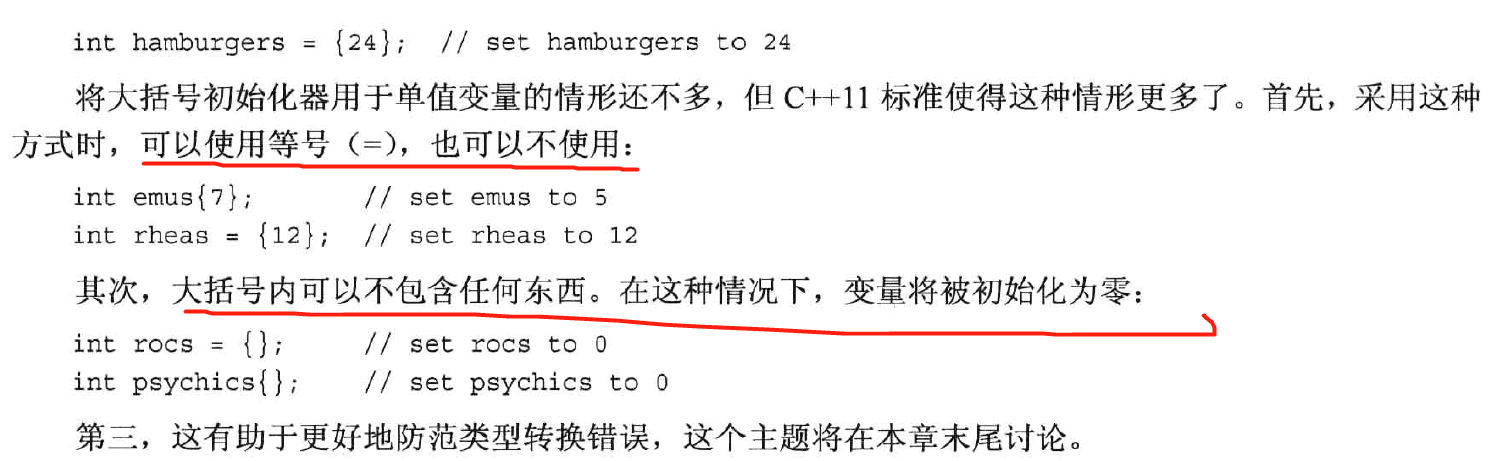 int hamburgers = {24};  // set hamburgers to 24
将大括号初始化器用于单值变量的情形还不多，但 C++11 标准使得这种情形更多了。首先，采用这种
方式时，可以使用等号（=），也可以不使用：
int emus{7};       // set emus to 5
int rheas = {12};  // set rheas to 12
其次，大括号内可以不包含任何东西。在这种情况下，变量将被初始化为零：
int rocs = {};     // set rocs to 0
int psychics{};    // set psychics to 0
第三，这有助于更好地防范类型转换错误，这个主题将在本章末尾讨论。